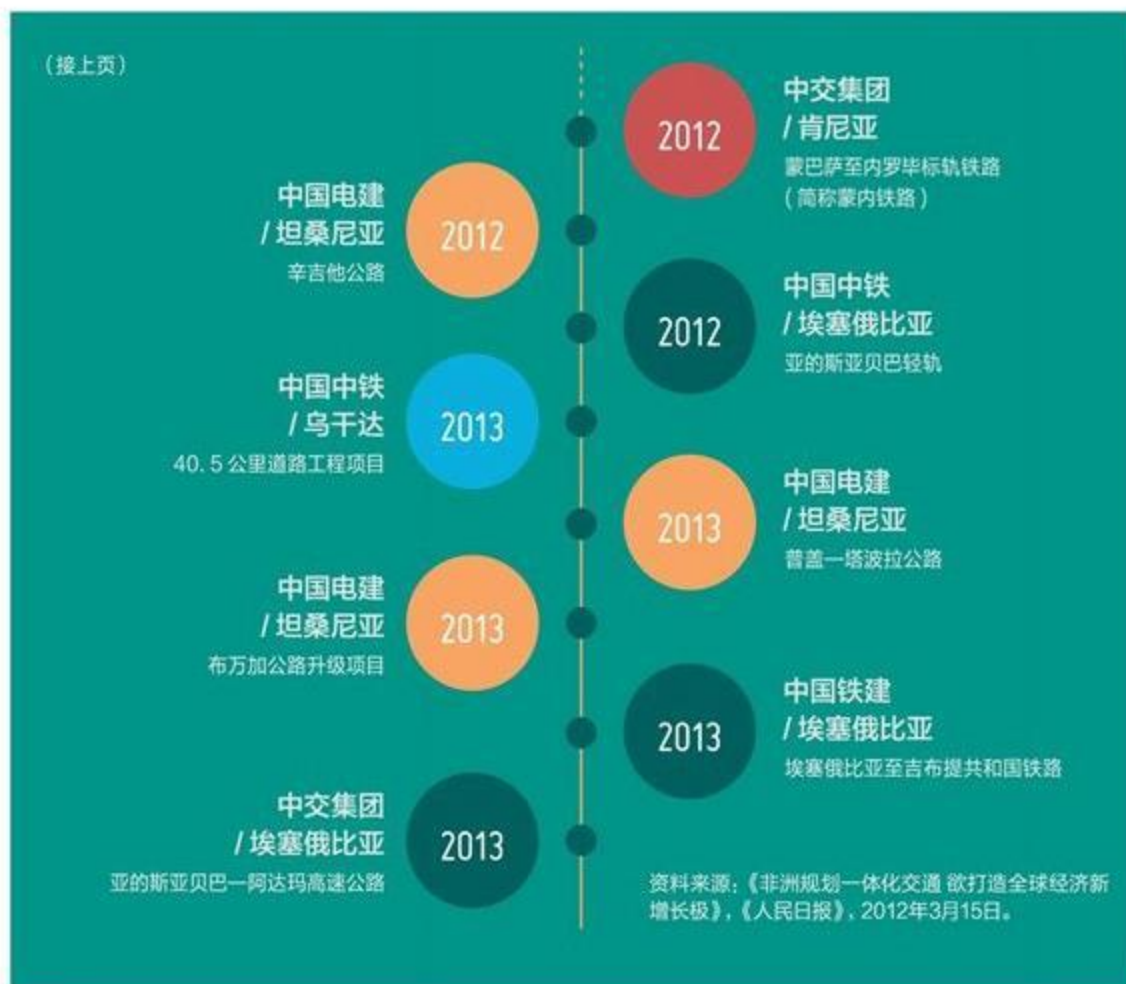 （接上页）
2012
中交集团
/ 肯尼亚
蒙巴萨至内罗毕标轨铁路
（简称蒙内铁路）
中国电建
/ 坦桑尼亚
辛吉他公路
2012
2012
中国中铁
/ 埃塞俄比亚
亚的斯亚贝巴轻轨
中国中铁
/ 乌干达
40.5 公里道路工程项目
2013
2013
中国电建
/ 坦桑尼亚
普盖一塔波拉公路
中国电建
/ 坦桑尼亚
布万加公路升级项目
2013
2013
中国铁建
/ 埃塞俄比亚
埃塞俄比亚至吉布提共和国铁路
中交集团
/ 埃塞俄比亚
亚的斯亚贝巴一阿达玛高速公路
2013
资料来源：《非洲规划一体化交通 欲打造全球经济新
增长极》，《人民日报》，2012年3月15日。